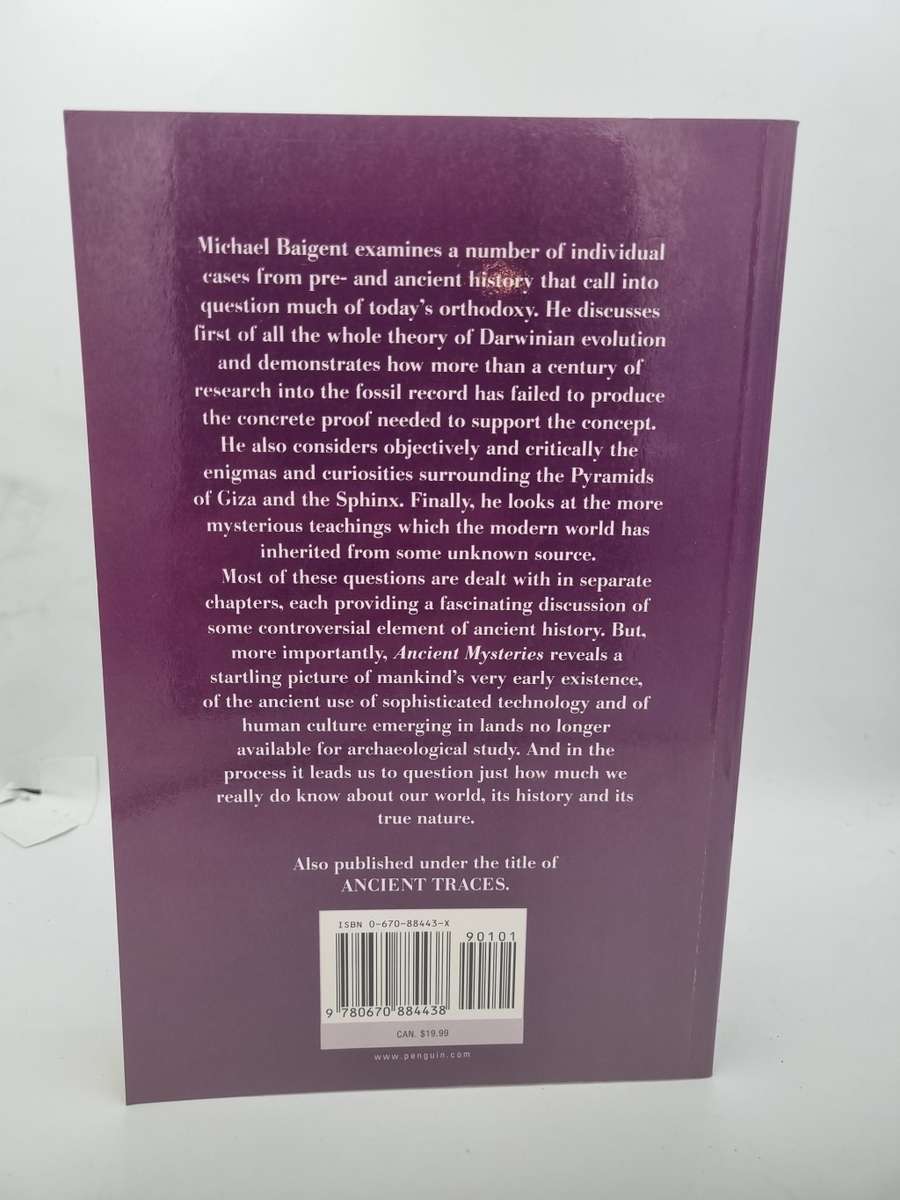 Michael Baigent examines a number of individual
cases from pre- and ancient history that call into
question much of today's orthodoxy. He discusses
first of all the whole theory of Darwinian evolution
and demonstrates how more than a century of
research into the fossil record has failed to produce
the concrete proof needed to support the concept.
He also considers objectively and critically the
enigmas and curiosities surrounding the Pyramids
of Giza and the Sphinx. Finally, he looks at the more
mysterious teachings which the modern world has
inherited from some unknown source.
Most of these questions are dealt with in separate
chapters, each providing a fascinating discussion of
some controversial element of ancient history. But,
more importantly, Ancient Mysteries reveals a
startling picture of mankind's very early existence,
of the ancient use of sophisticated technology and of
human culture emerging in lands no longer
available for archaeological study. And in the
process it leads us to question just how much we
really do know about our world, its history and its
true nature.
Also published under the title of
ANCIENT TRACES.
ISBN 0-670-88443-X
90101
9 780670 884438
CAN. $19.99
www.penguin.com